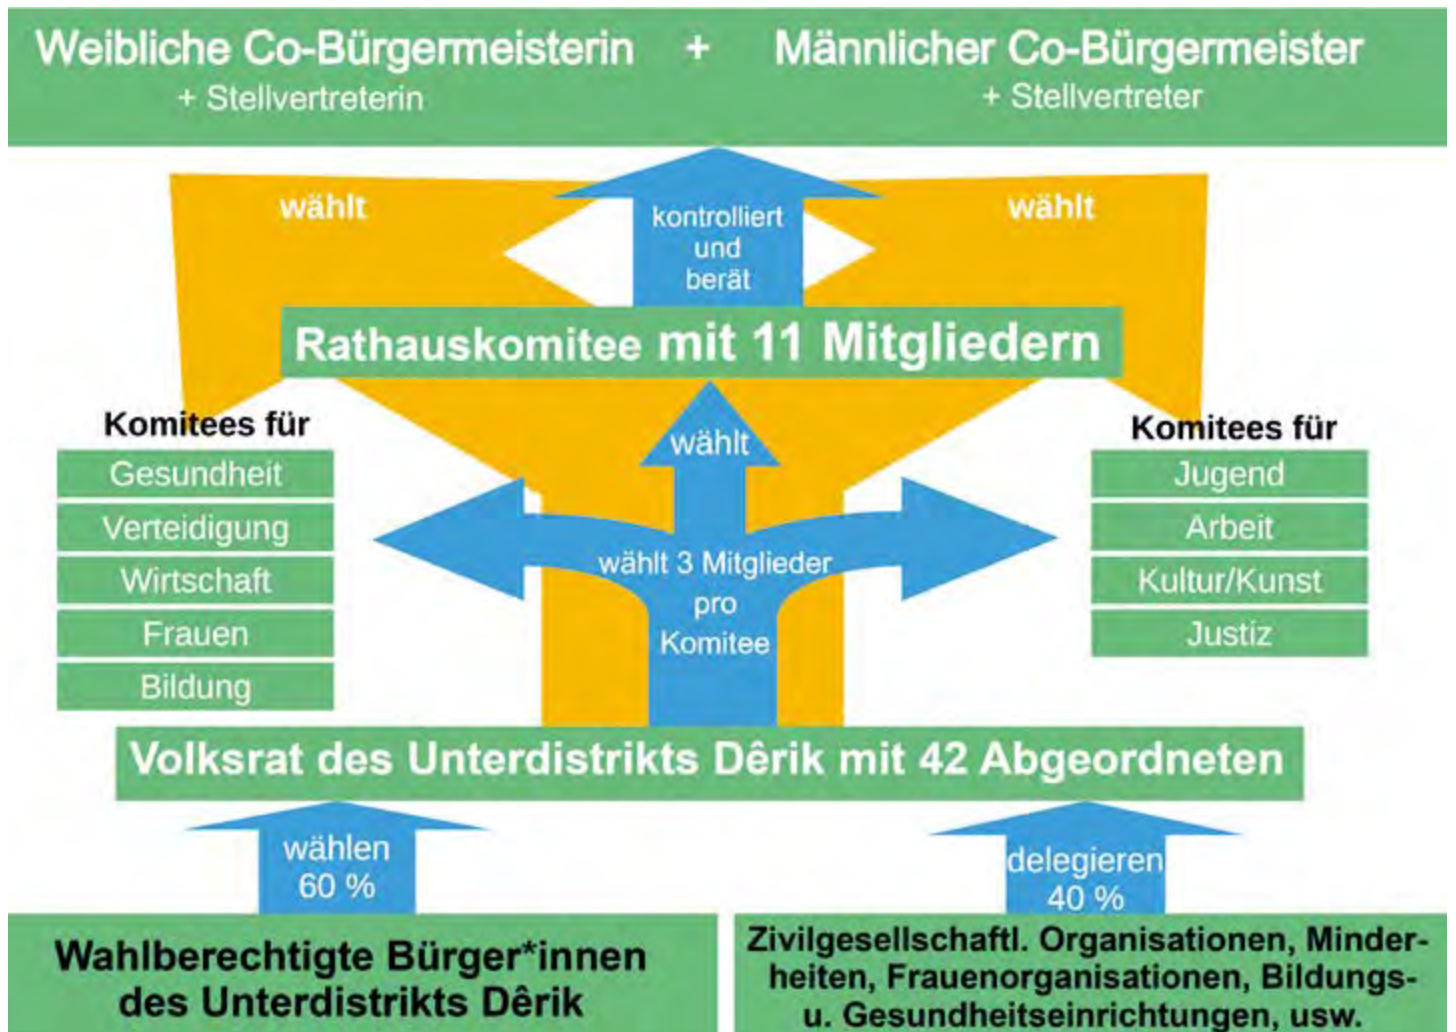 Weibliche Co-Bürgermeisterin + Männlicher Co-Bürgermeister
+ Stellvertreterin
+ Stellvertreter
wählt
wählt
kontrolliert
und
berät
Rathauskomitee mit 11 Mitgliedern
wählt
Komitees für
Gesundheit
Verteidigung
Wirtschaft
Frauen
Bildung
wählt 3 Mitglieder
pro
Komitee
Komitees für
Jugend
Arbeit
Kultur/Kunst
Justiz
Volksrat des Unterdistrikts Dêrik mit 42 Abgeordneten
wählen
60 %
delegieren
40 %
Wahlberechtigte Bürger*innen
des Unterdistrikts Dêrik
Zivilgesellschaftl. Organisationen, Minder-
heiten, Frauenorganisationen, Bildungs-
u. Gesundheitseinrichtungen, usw.